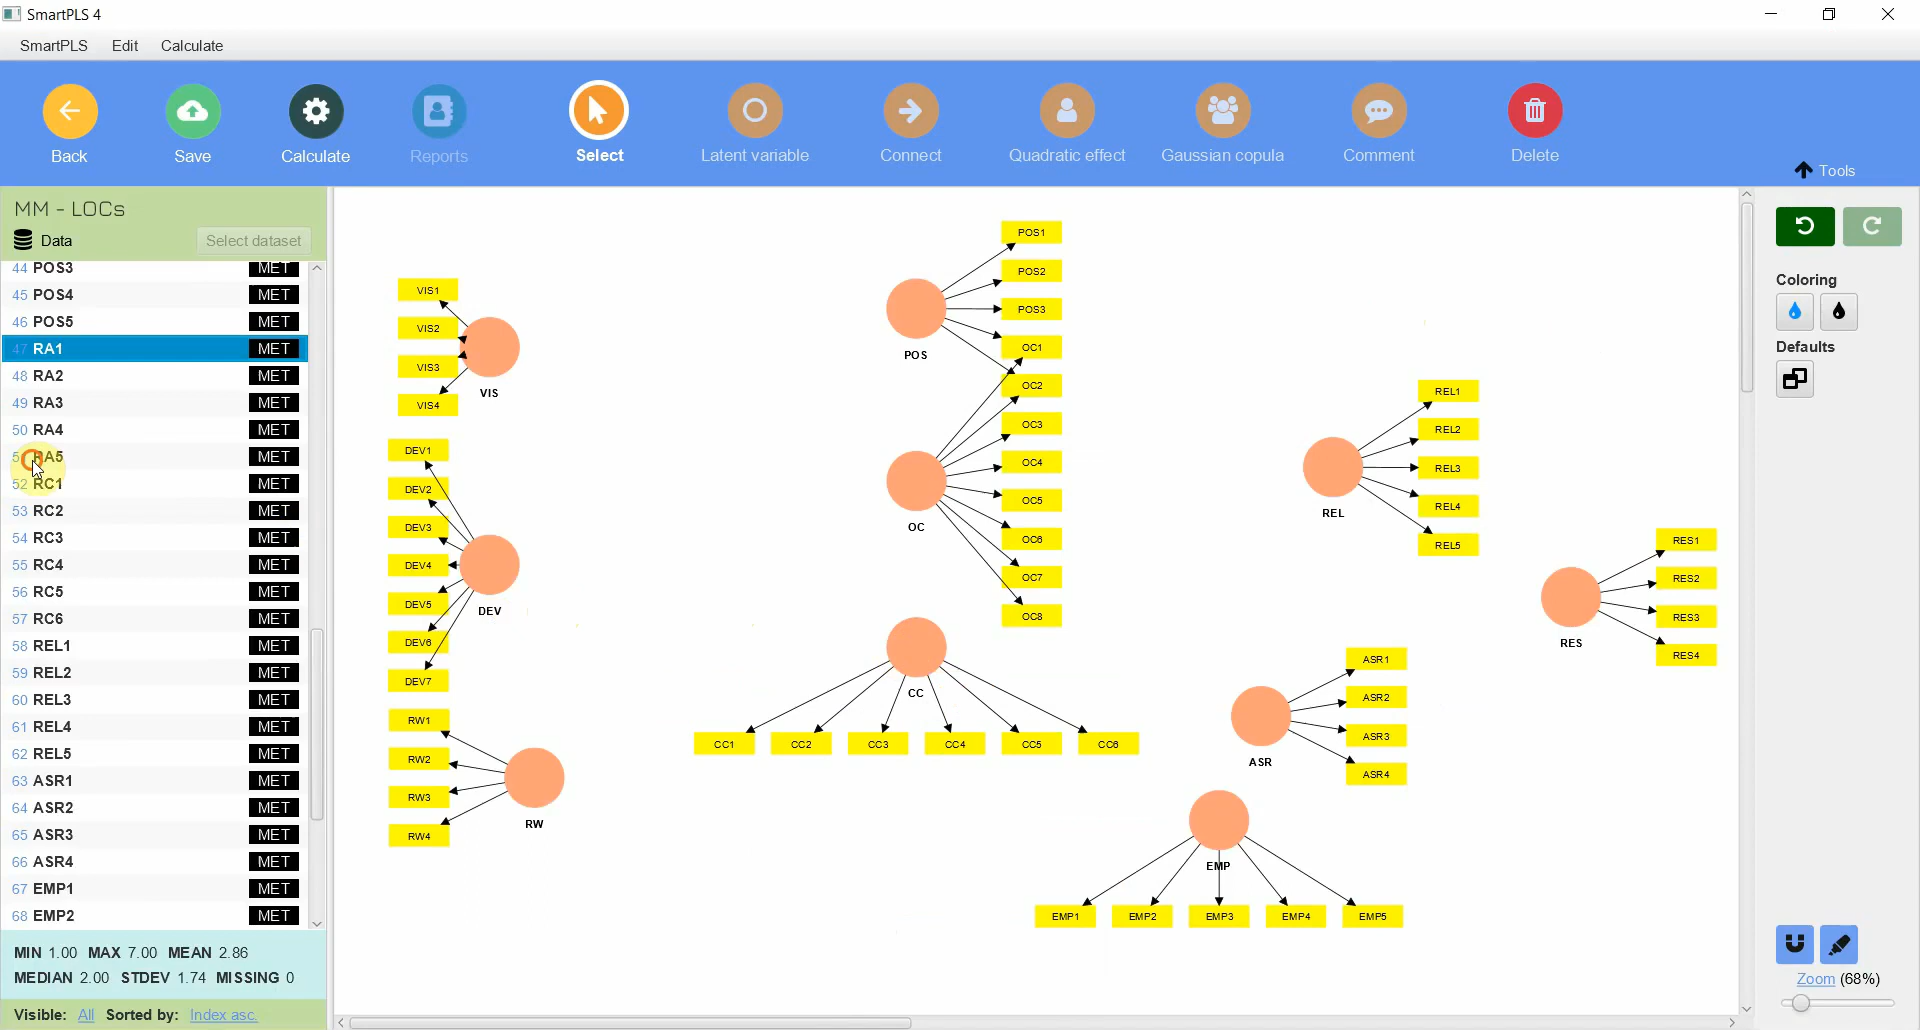 SmartPLS 4
SmartPLS Edit Calculate
Back
Save
Calculate
Reports
Select
Latent variable
Connect
Quadratic effect
Gaussian copula
Comment
Delete
Tools
MM - LOCs
Data
Select dataset
44 POS3 MET
45 POS4 MET
46 POS5 MET
47 RA1 MET
48 RA2 MET
49 RA3 MET
50 RA4 MET
5 RA5 MET
52 RC1 MET
53 RC2 MET
54 RC3 MET
55 RC4 MET
56 RC5 MET
57 RC6 MET
58 REL1 MET
59 REL2 MET
60 REL3 MET
61 REL4 MET
62 REL5 MET
63 ASR1 MET
64 ASR2 MET
65 ASR3 MET
66 ASR4 MET
67 EMP1 MET
68 EMP2 MET
MIN 1.00 MAX 7.00 MEAN 2.86
MEDIAN 2.00 STDEV 1.74 MISSING 0
Visible: All Sorted by: Index asc.
VIS1
VIS2
VIS3
VIS4
VIS
DEV1
DEV2
DEV3
DEV4
DEV5
DEV6
DEV7
DEV
RW1
RW2
RW3
RW4
RW
POS1
POS2
POS3
POS
OC1
OC2
OC3
OC4
OC5
OC6
OC7
OC8
OC
CC
CC1
CC2
CC3
CC4
CC5
CC6
REL1
REL2
REL3
REL4
REL5
REL
RES1
RES2
RES3
RES4
RES
ASR1
ASR2
ASR3
ASR4
ASR
EMP
EMP1
EMP2
EMP3
EMP4
EMP5
Coloring
Defaults
Zoom (68%)